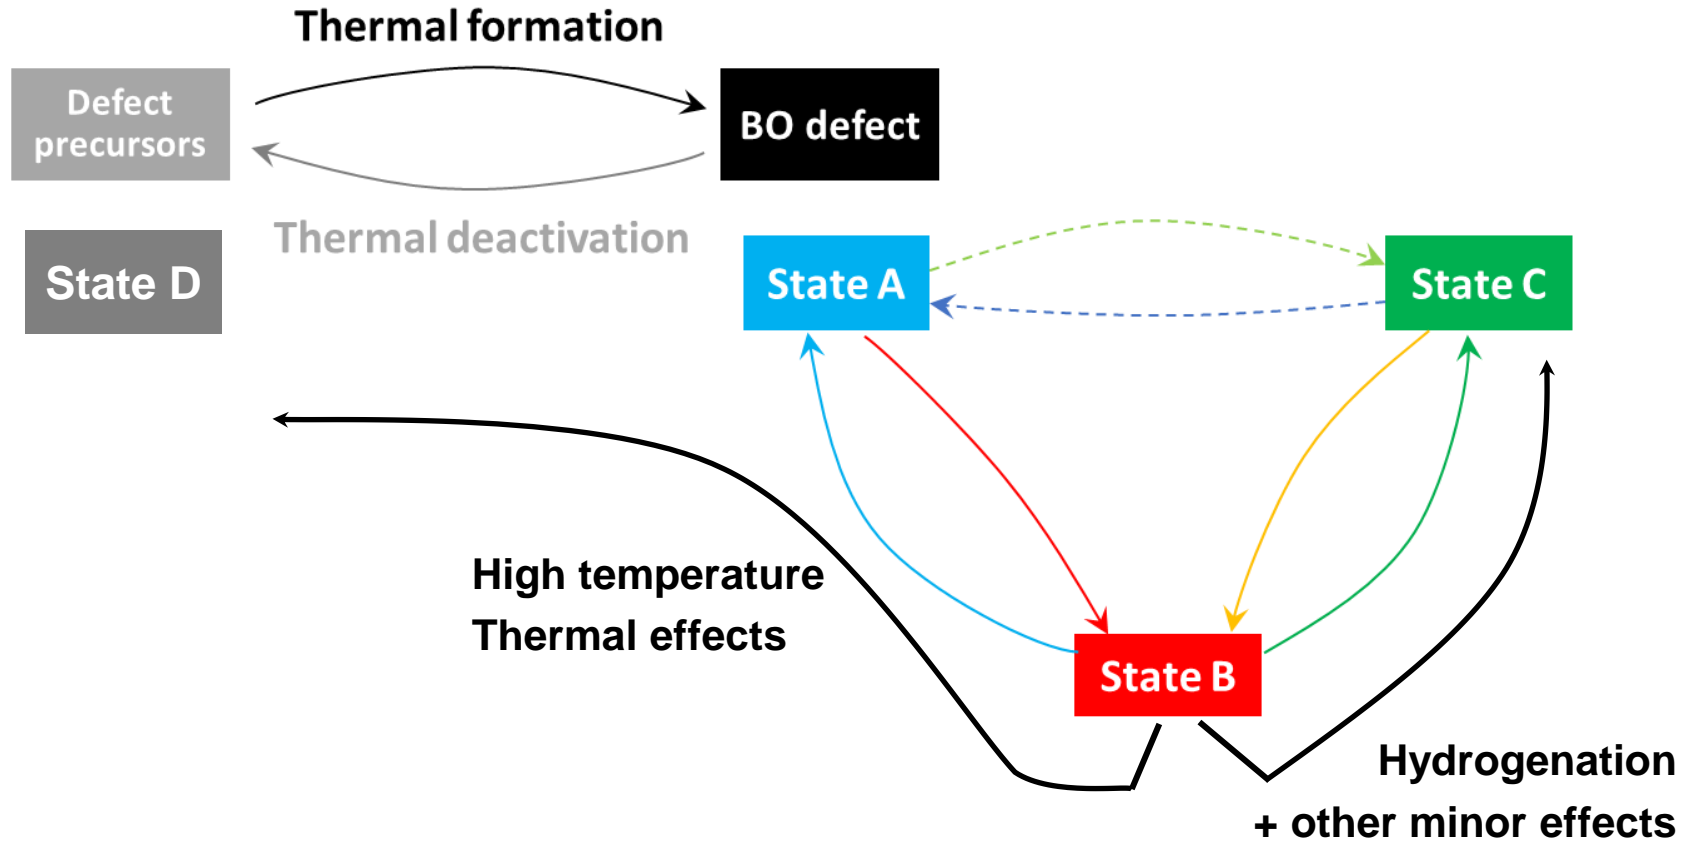 Thermal formation
Defect
precursors
BO defect
Thermal deactivation
State D
State A
State C
High temperature
Thermal effects
State B
Hydrogenation
+ other minor effects